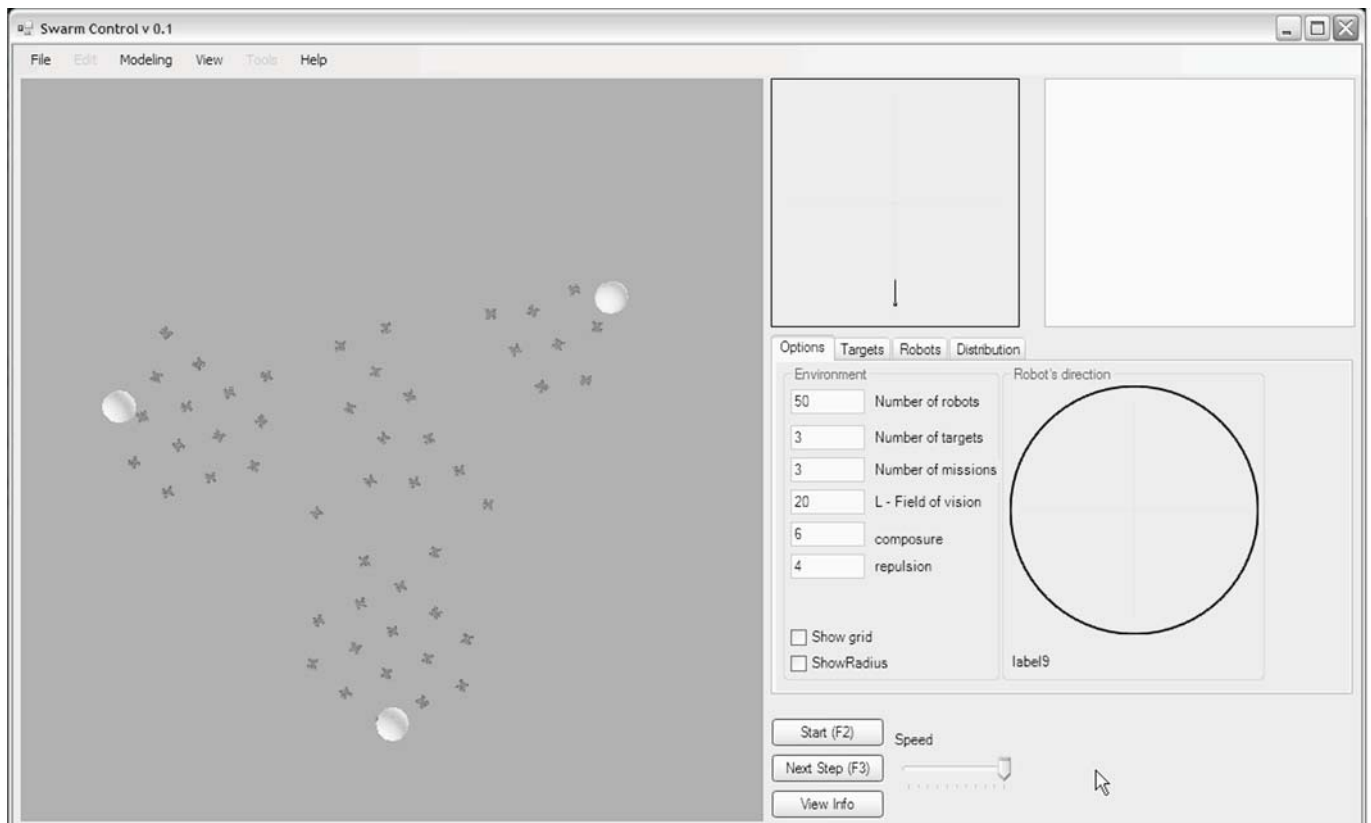 Swarm Control v 0.1
File Edit Modeling View Tools Help
Options Targets Robots Distribution
Environment
50 Number of robots
3 Number of targets
3 Number of missions
20 L - Field of vision
6 composure
4 repulsion
Show grid
ShowRadius
Robot's direction
label9
Start (F2)
Speed
Next Step (F3)
View Info